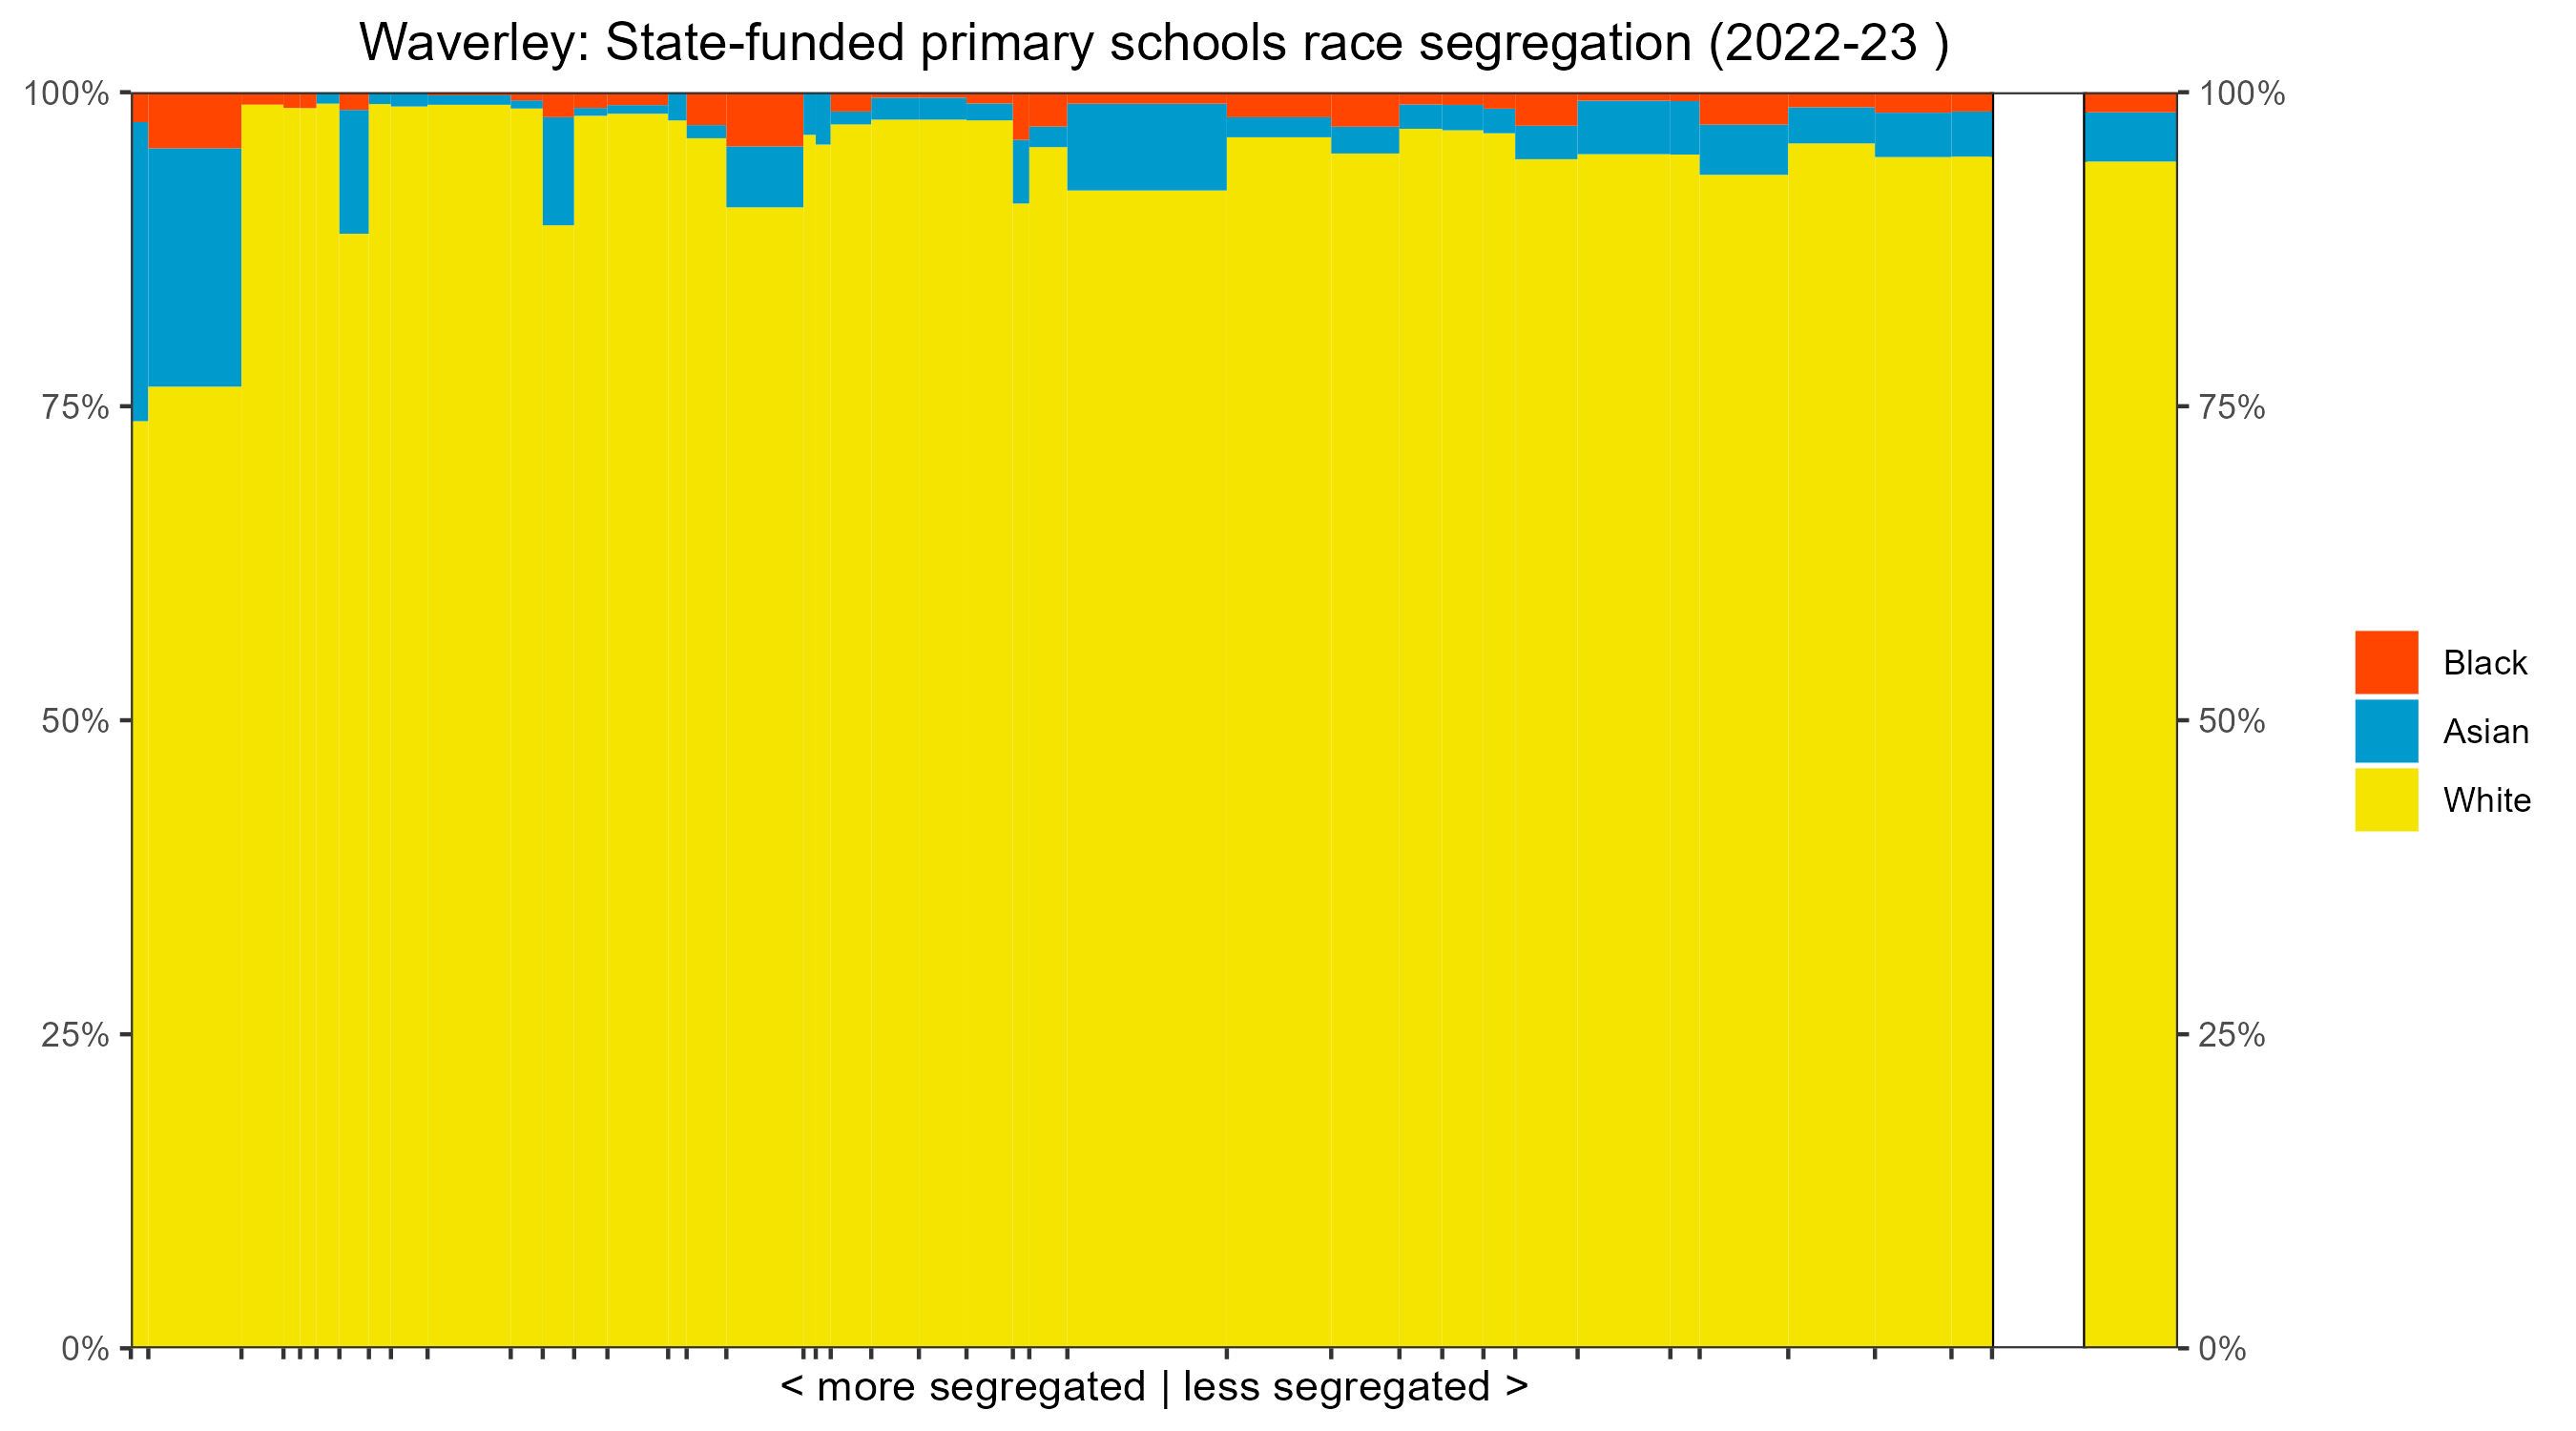 Waverley: State-funded primary schools race segregation (2022-23 )
100%
75%
50%
25%
0%
100%
75%
50%
25%
0%
Black
Asian
White
< more segregated | less segregated >